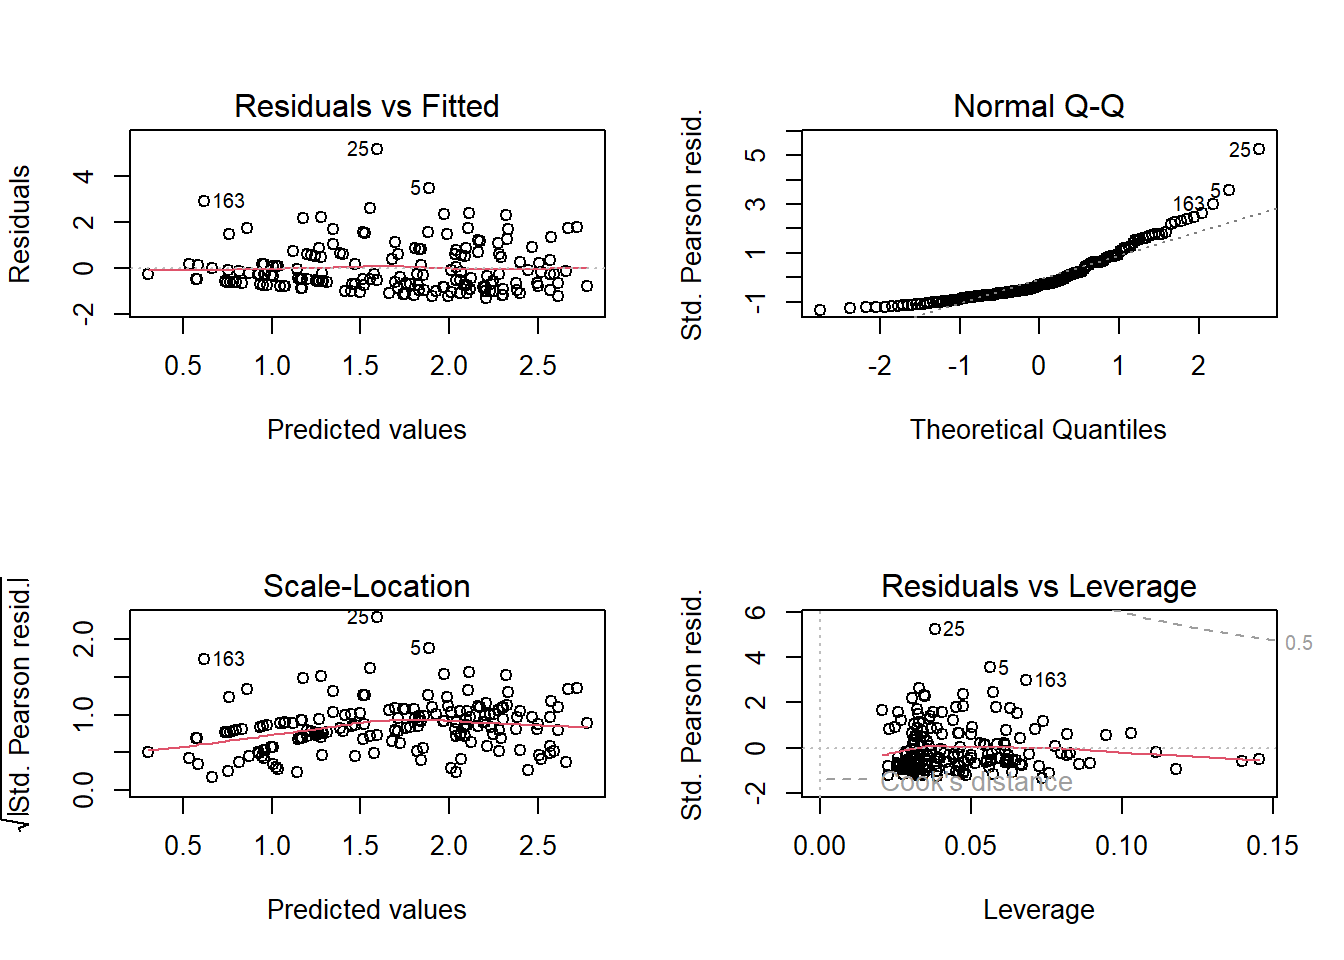 Residuals vs Fitted
Residuals
4
2
0
-2
25
5
163
0.5 1.0 1.5 2.0 2.5
Predicted values
Normal Q-Q
Std. Pearson resid.
5
3
1
-1
25
5
163
-2 -1 0 1 2
Theoretical Quantiles
Scale-Location
√|Std. Pearson resid.|
2.0
1.0
0.0
25
5
163
0.5 1.0 1.5 2.0 2.5
Predicted values
Residuals vs Leverage
Std. Pearson resid.
6
4
2
0
-2
25
5
163
0.5
Cook's distance
0.00 0.05 0.10 0.15
Leverage